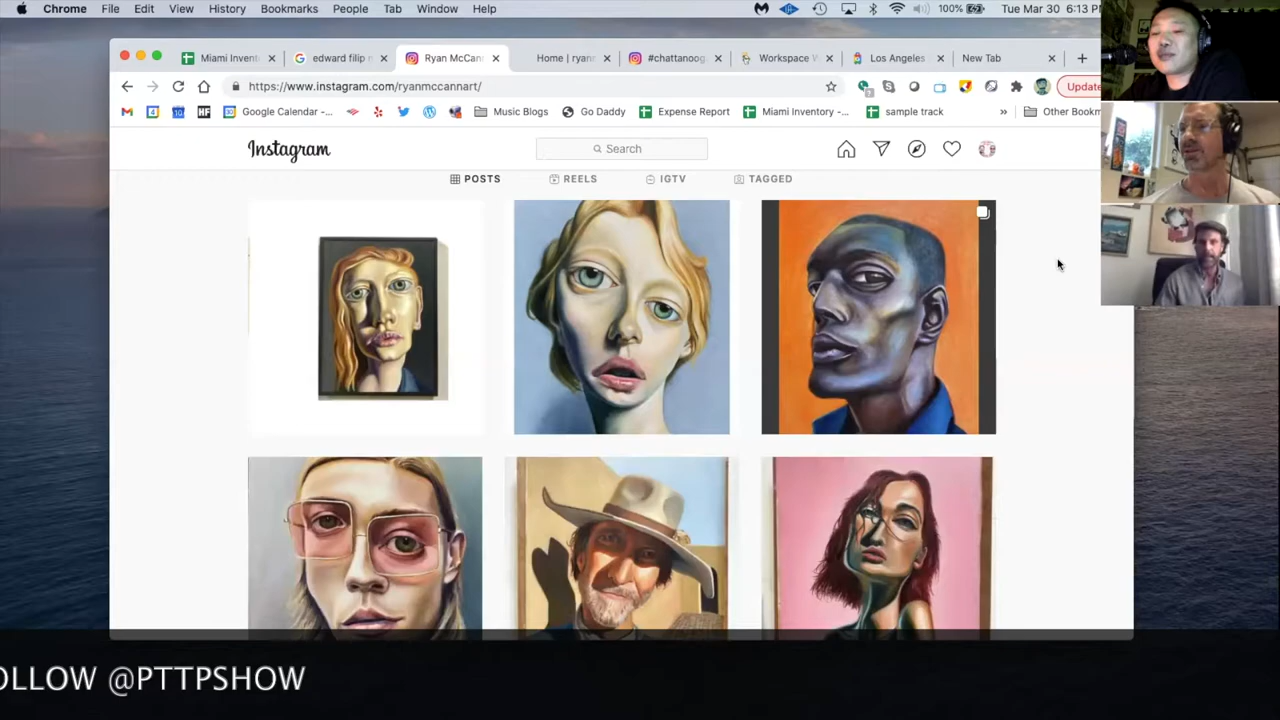 Chrome File Edit View History Bookmarks People Tab Window Help 100% Tue Mar 30 6:13 PM
Miami Invent edward filip n Ryan McCann Home | ryann #chattanoog Workspace W Los Angeles New Tab
https://www.instagram.com/ryanmccannart/ Update
Google Calendar -... Music Blogs Go Daddy Expense Report Miami Inventory -... sample track » Other Bookm
Instagram Search
POSTS REELS IGTV TAGGED
OLLOW @PTTPSHOW